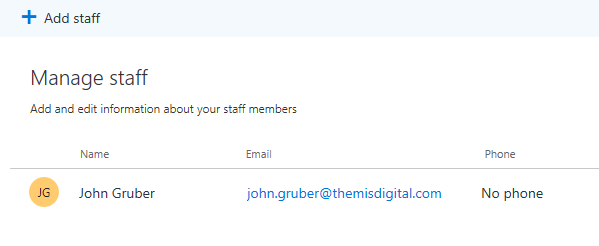 Add staff
Manage staff
Add and edit information about your staff members
Name Email Phone
JG John Gruber john.gruber@themisdigital.com No phone